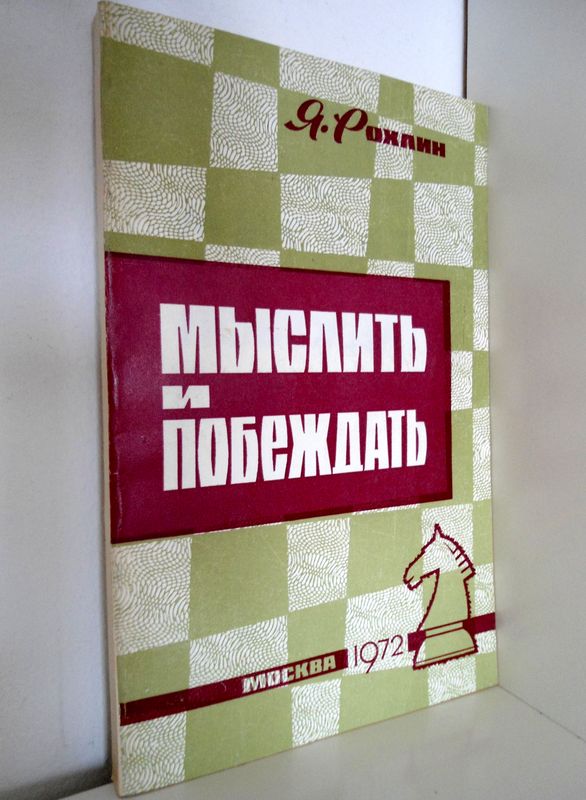 Я. Рохлин
МЫСЛИТЬ
И
ПОБЕЖДАТЬ
МОСКВА 1972